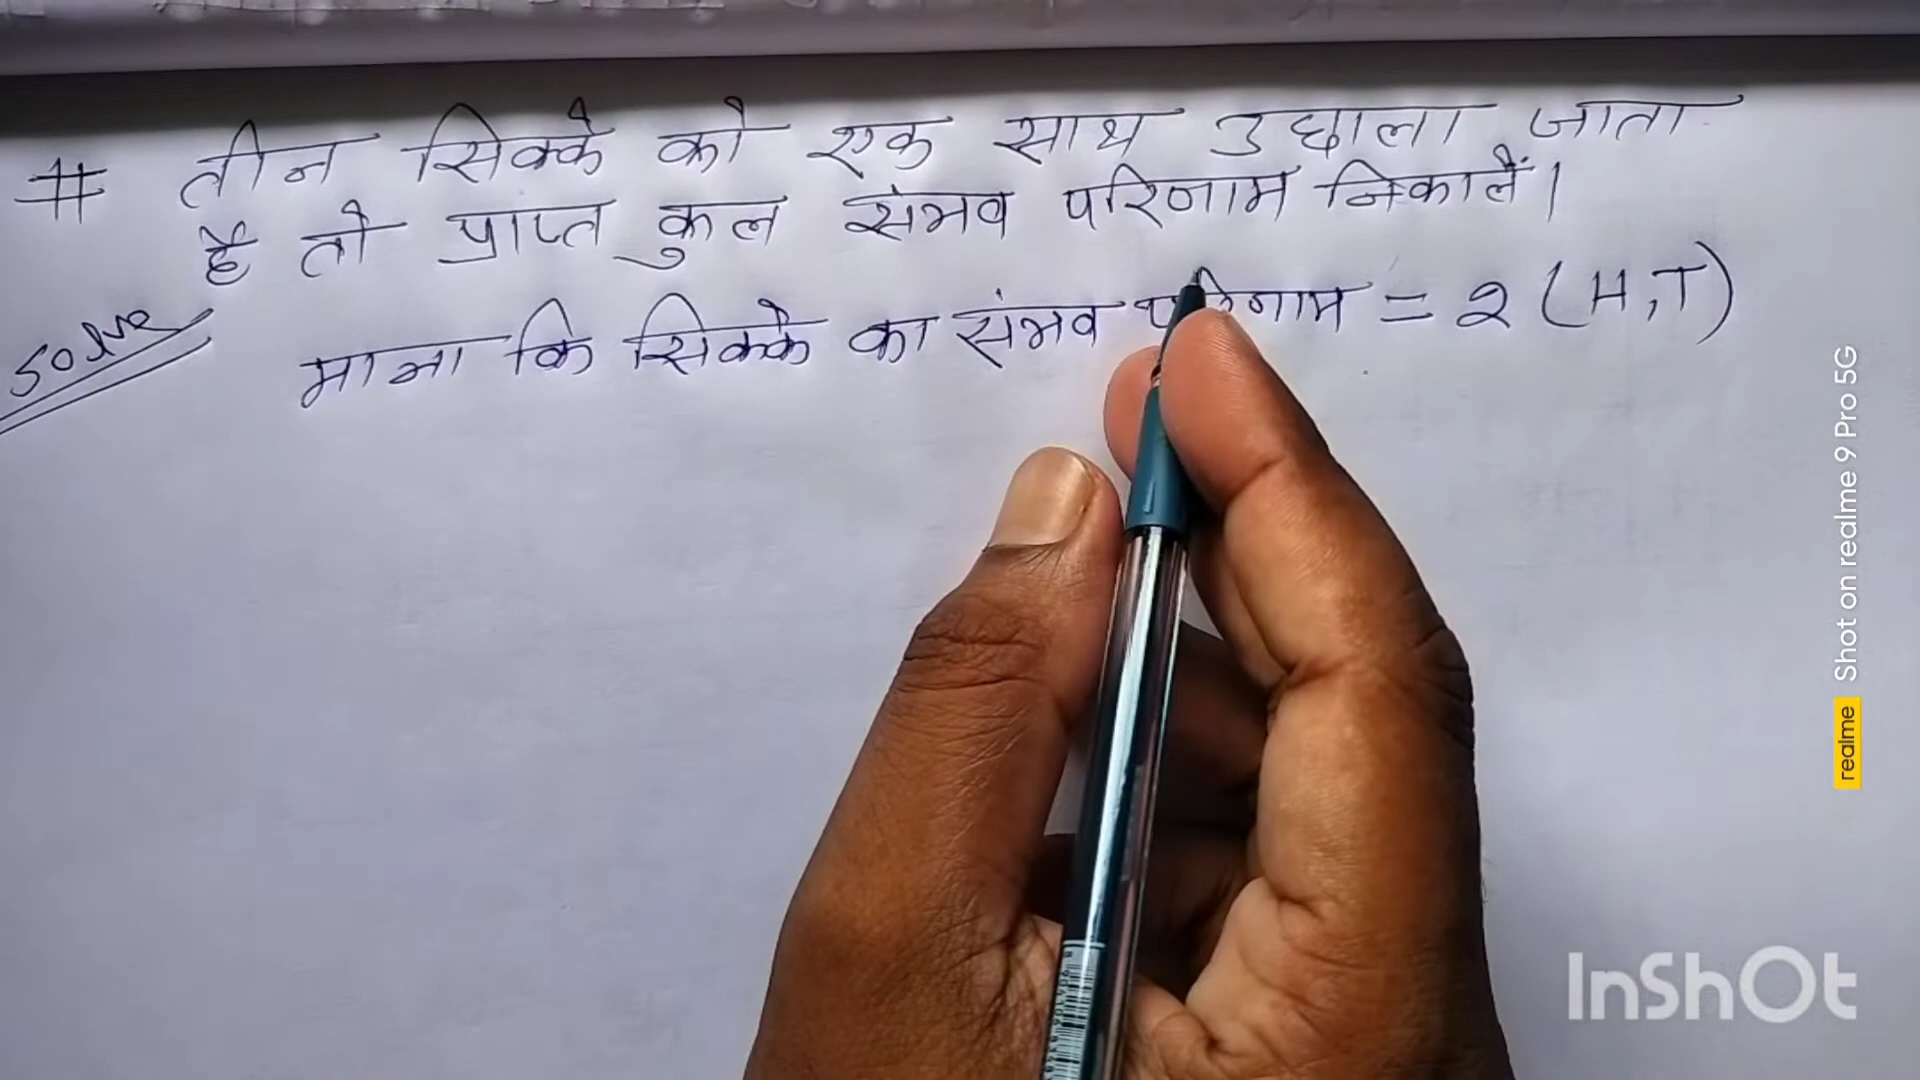 # तीन सिक्के को एक साथ उछाला जाता
है तो प्राप्त कुल संभव परिणाम निकालें।
Solve
माना कि सिक्के का संभव परिणाम = 2 (H,T)
realme Shot on realme 9 Pro 5G
InShOt